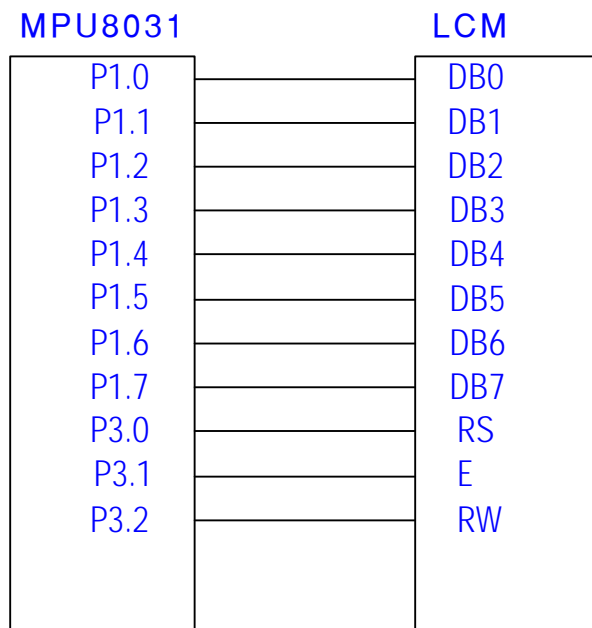 MPU8031 LCM
P1.0 DB0
P1.1 DB1
P1.2 DB2
P1.3 DB3
P1.4 DB4
P1.5 DB5
P1.6 DB6
P1.7 DB7
P3.0 RS
P3.1 E
P3.2 RW